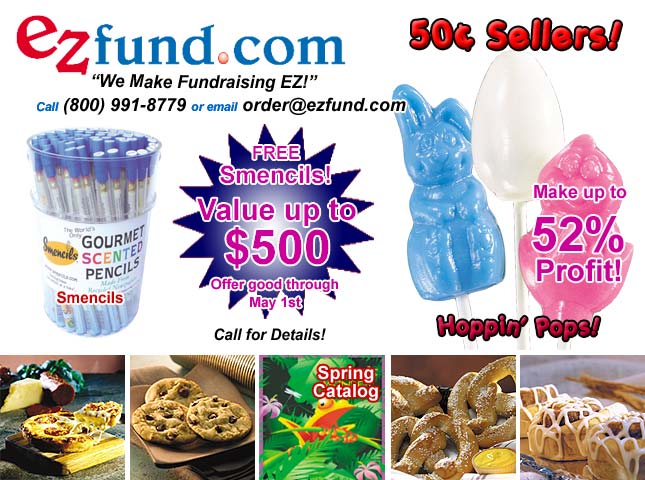 ezfund.com
“We Make Fundraising EZ!”
Call (800) 991-8779 or email order@ezfund.com
50¢ Sellers!
The World's
Only
Smencils
GOURMET
SCENTED
PENCILS
Smencils
FREE
Smencils!
Value up to
$500
Offer good through
May 1st
Call for Details!
Make up to
52%
Profit!
Hoppin' Pops!
Spring
Catalog